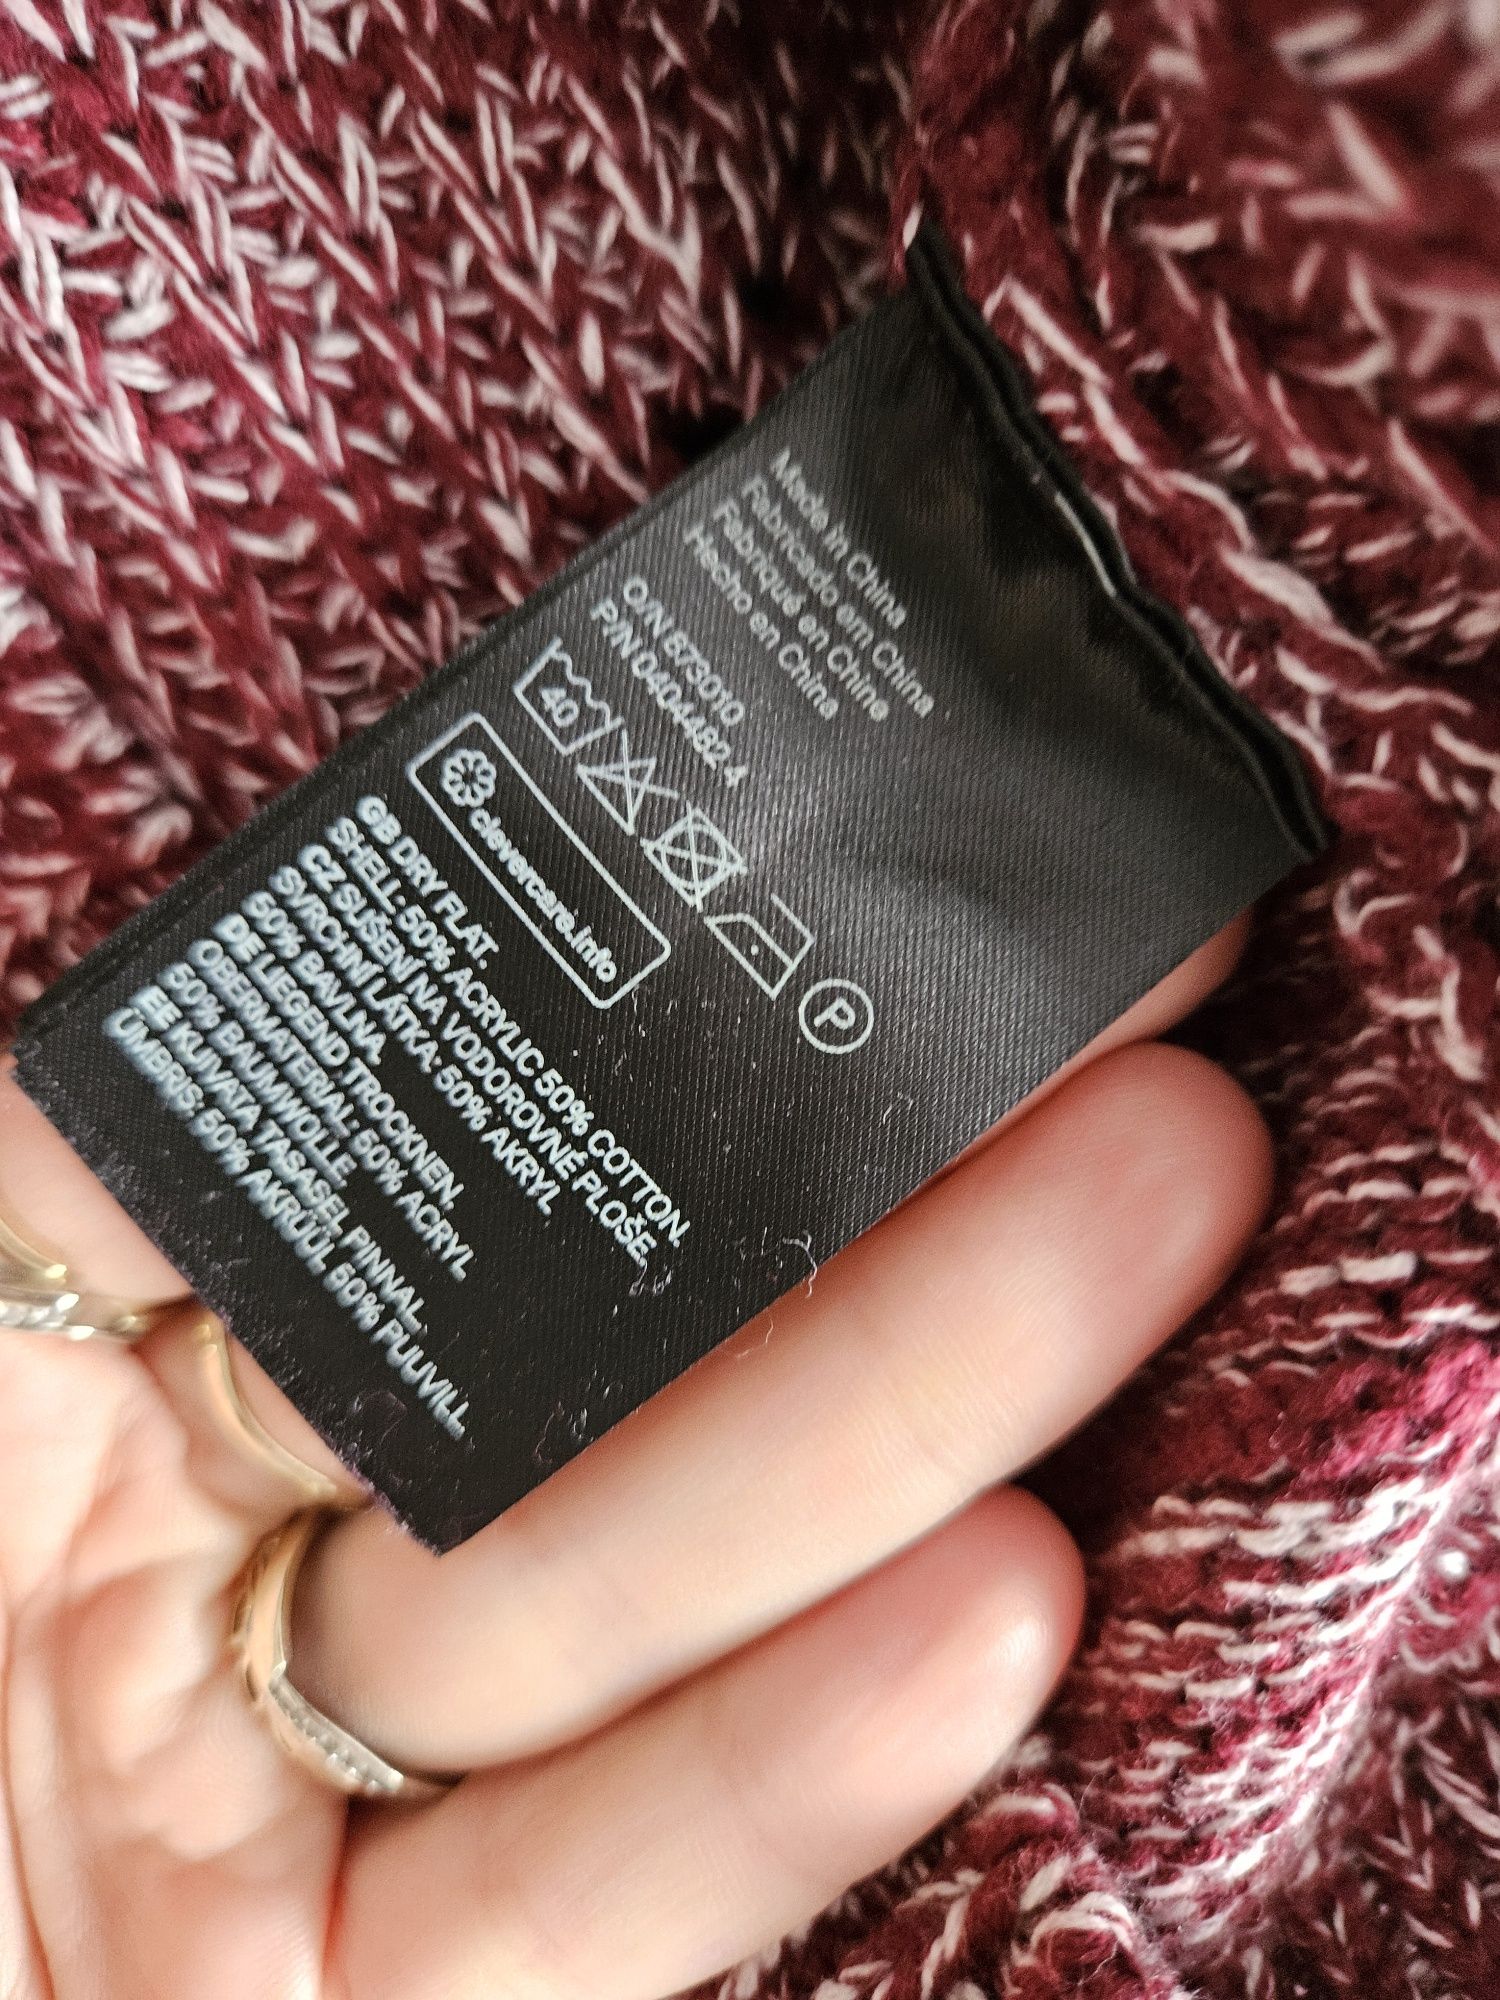 Made in China
Fabricado em China
Fabriqué en Chine
Hecho en China
O/N 873010
P/N 0404482 4
40
P
clevercare.info
GB DRY FLAT.
SHELL: 50% ACRYLIC 50% COTTON.
CZ SUŠENÍ NA VODOROVNÉ PLOŠE.
SVRCHNÍ LÁTKA: 50% AKRYL
50% BAVLNA.
DE LIEGEND TROCKNEN.
OBERMATERIAL: 50% ACRYL
50% BAUMWOLLE.
EE KUIVATA TASASEL PINNAL.
ÜMBRIS: 50% AKRÜÜL 50% PUUVILL.